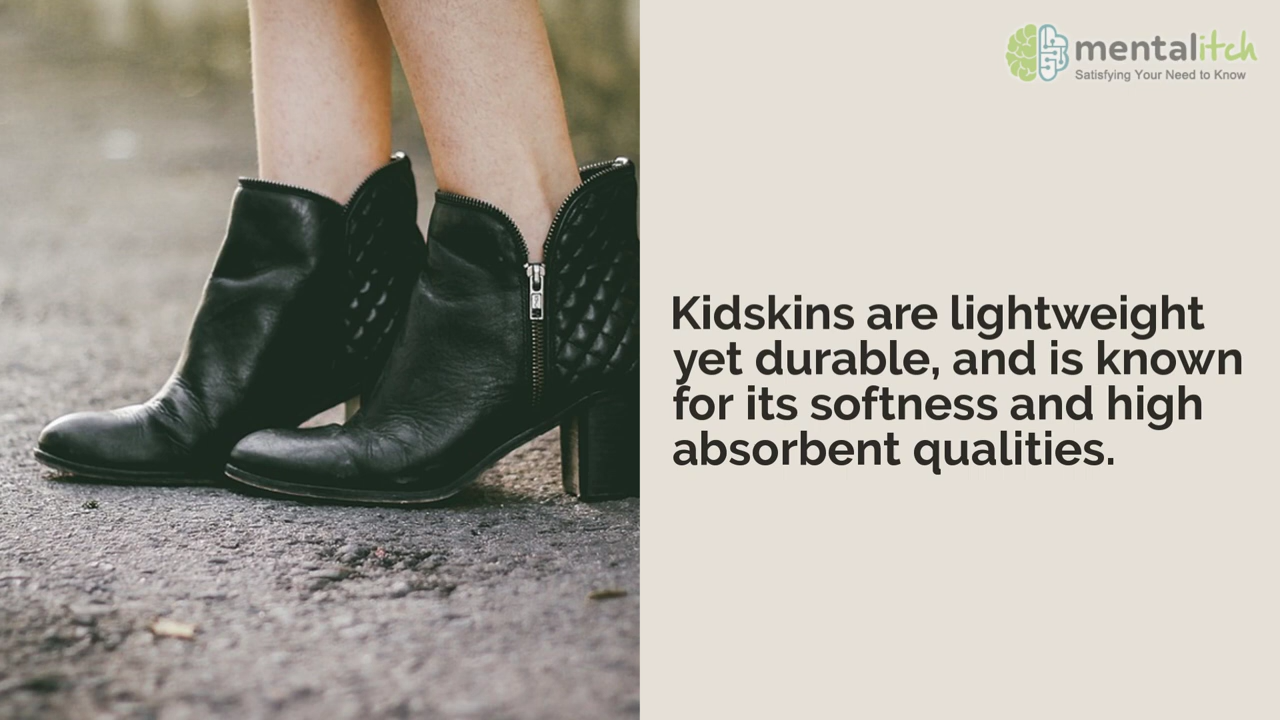 mentalitch
Satisfying Your Need to Know
Kidskins are lightweight
yet durable, and is known
for its softness and high
absorbent qualities.